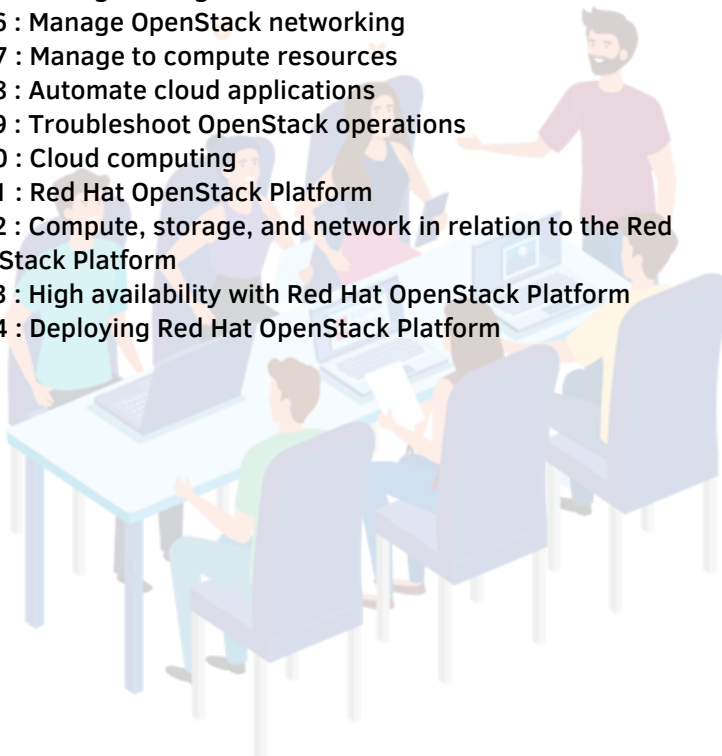 6 : Manage OpenStack networking
7 : Manage to compute resources
8 : Automate cloud applications
9 : Troubleshoot OpenStack operations
0 : Cloud computing
1 : Red Hat OpenStack Platform
2 : Compute, storage, and network in relation to the Red
Stack Platform
3 : High availability with Red Hat OpenStack Platform
4 : Deploying Red Hat OpenStack Platform